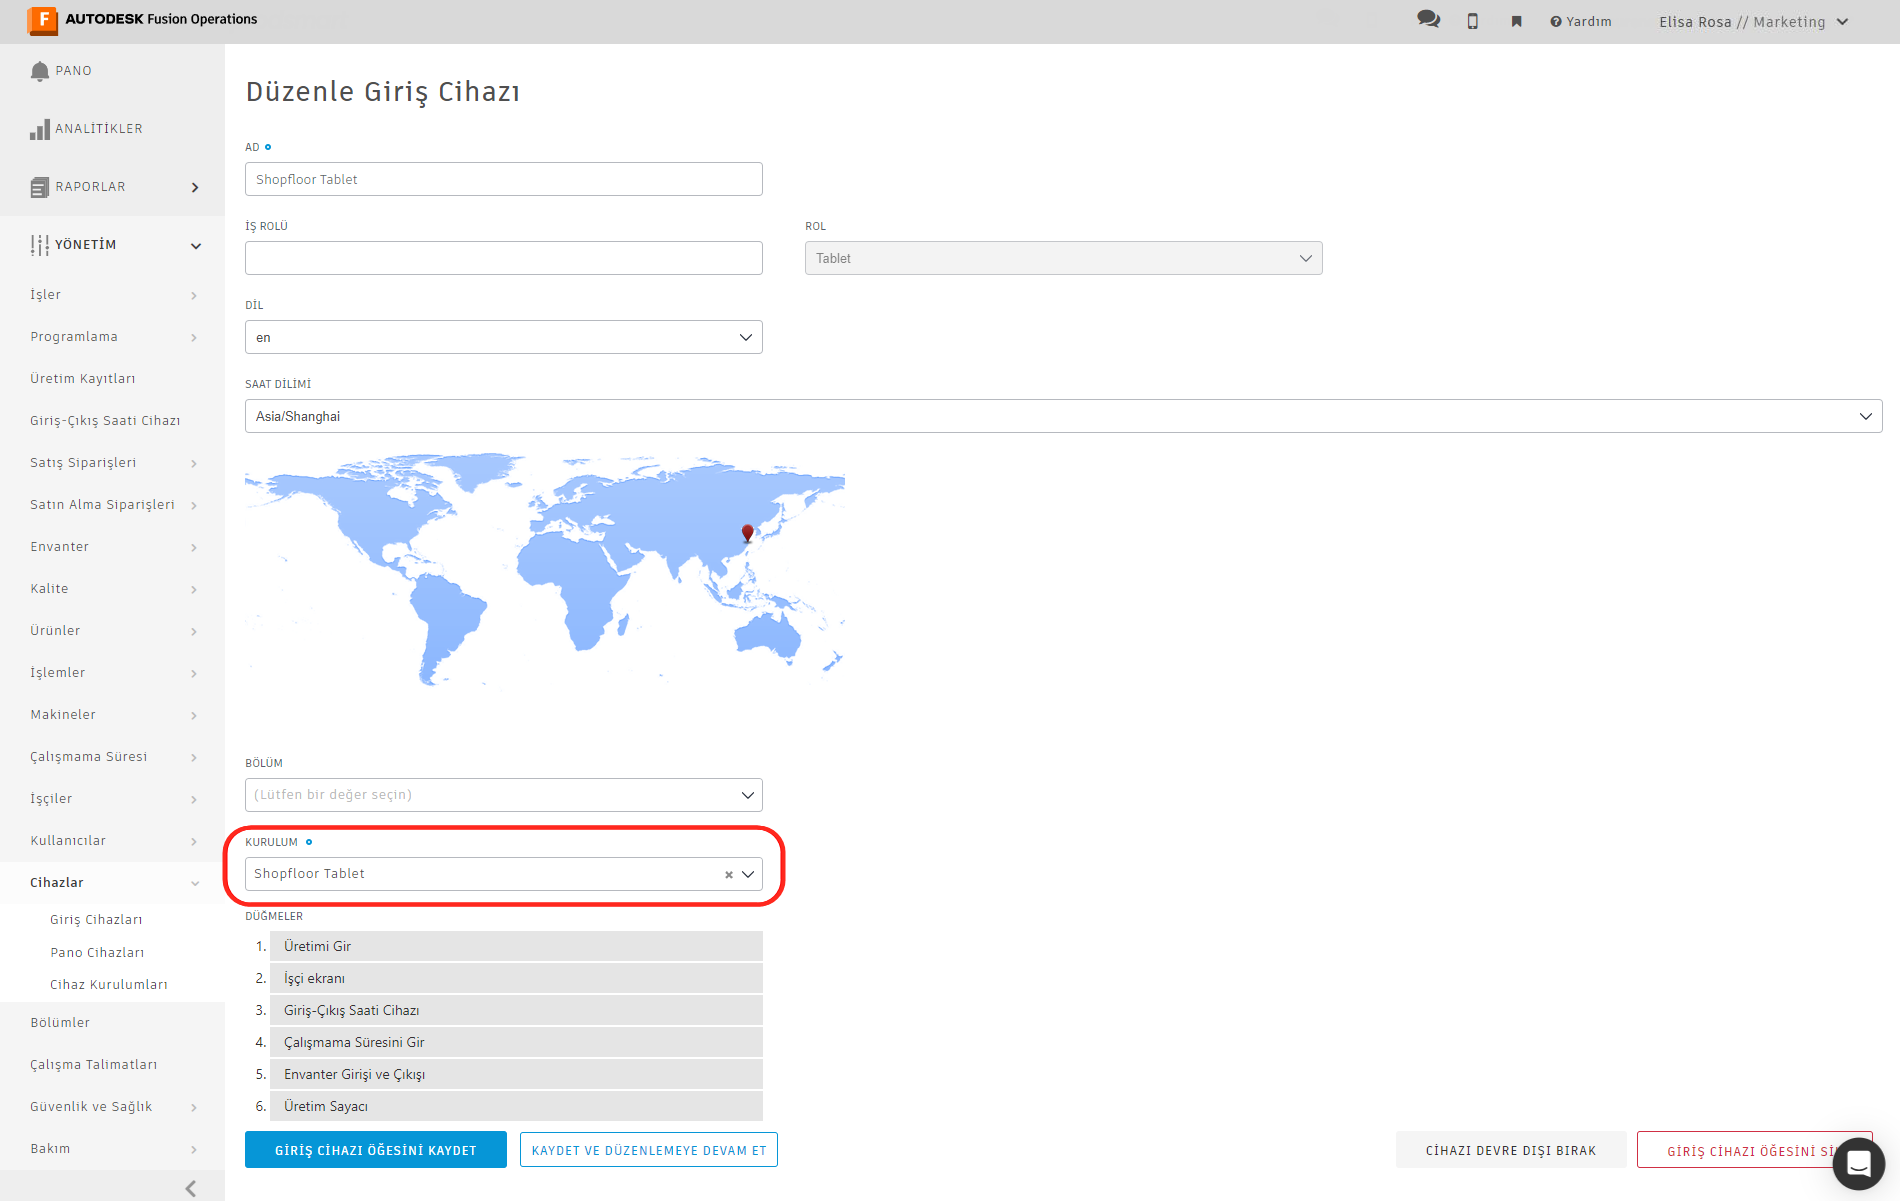 F AUTODESK Fusion Operations
Yardım
Elisa Rosa // Marketing
PANO
ANALİTİKLER
RAPORLAR
YÖNETİM
İşler
Programlama
Üretim Kayıtları
Giriş-Çıkış Saati Cihazı
Satış Siparişleri
Satın Alma Siparişleri
Envanter
Kalite
Ürünler
İşlemler
Makineler
Çalışmama Süresi
İşçiler
Kullanıcılar
Cihazlar
Giriş Cihazları
Pano Cihazları
Cihaz Kurulumları
Bölümler
Çalışma Talimatları
Güvenlik ve Sağlık
Bakım
Düzenle Giriş Cihazı
AD
Shopfloor Tablet
İŞ ROLÜ
ROL
Tablet
DİL
en
SAAT DİLİMİ
Asia/Shanghai
BÖLÜM
(Lütfen bir değer seçin)
KURULUM
Shopfloor Tablet
DÜĞMELER
1. Üretimi Gir
2. İşçi ekranı
3. Giriş-Çıkış Saati Cihazı
4. Çalışmama Süresini Gir
5. Envanter Girişi ve Çıkışı
6. Üretim Sayacı
GİRİŞ CİHAZI ÖĞESİNİ KAYDET
KAYDET VE DÜZENLEMEYE DEVAM ET
CİHAZI DEVRE DIŞI BIRAK
GİRİŞ CİHAZI ÖĞESİNİ